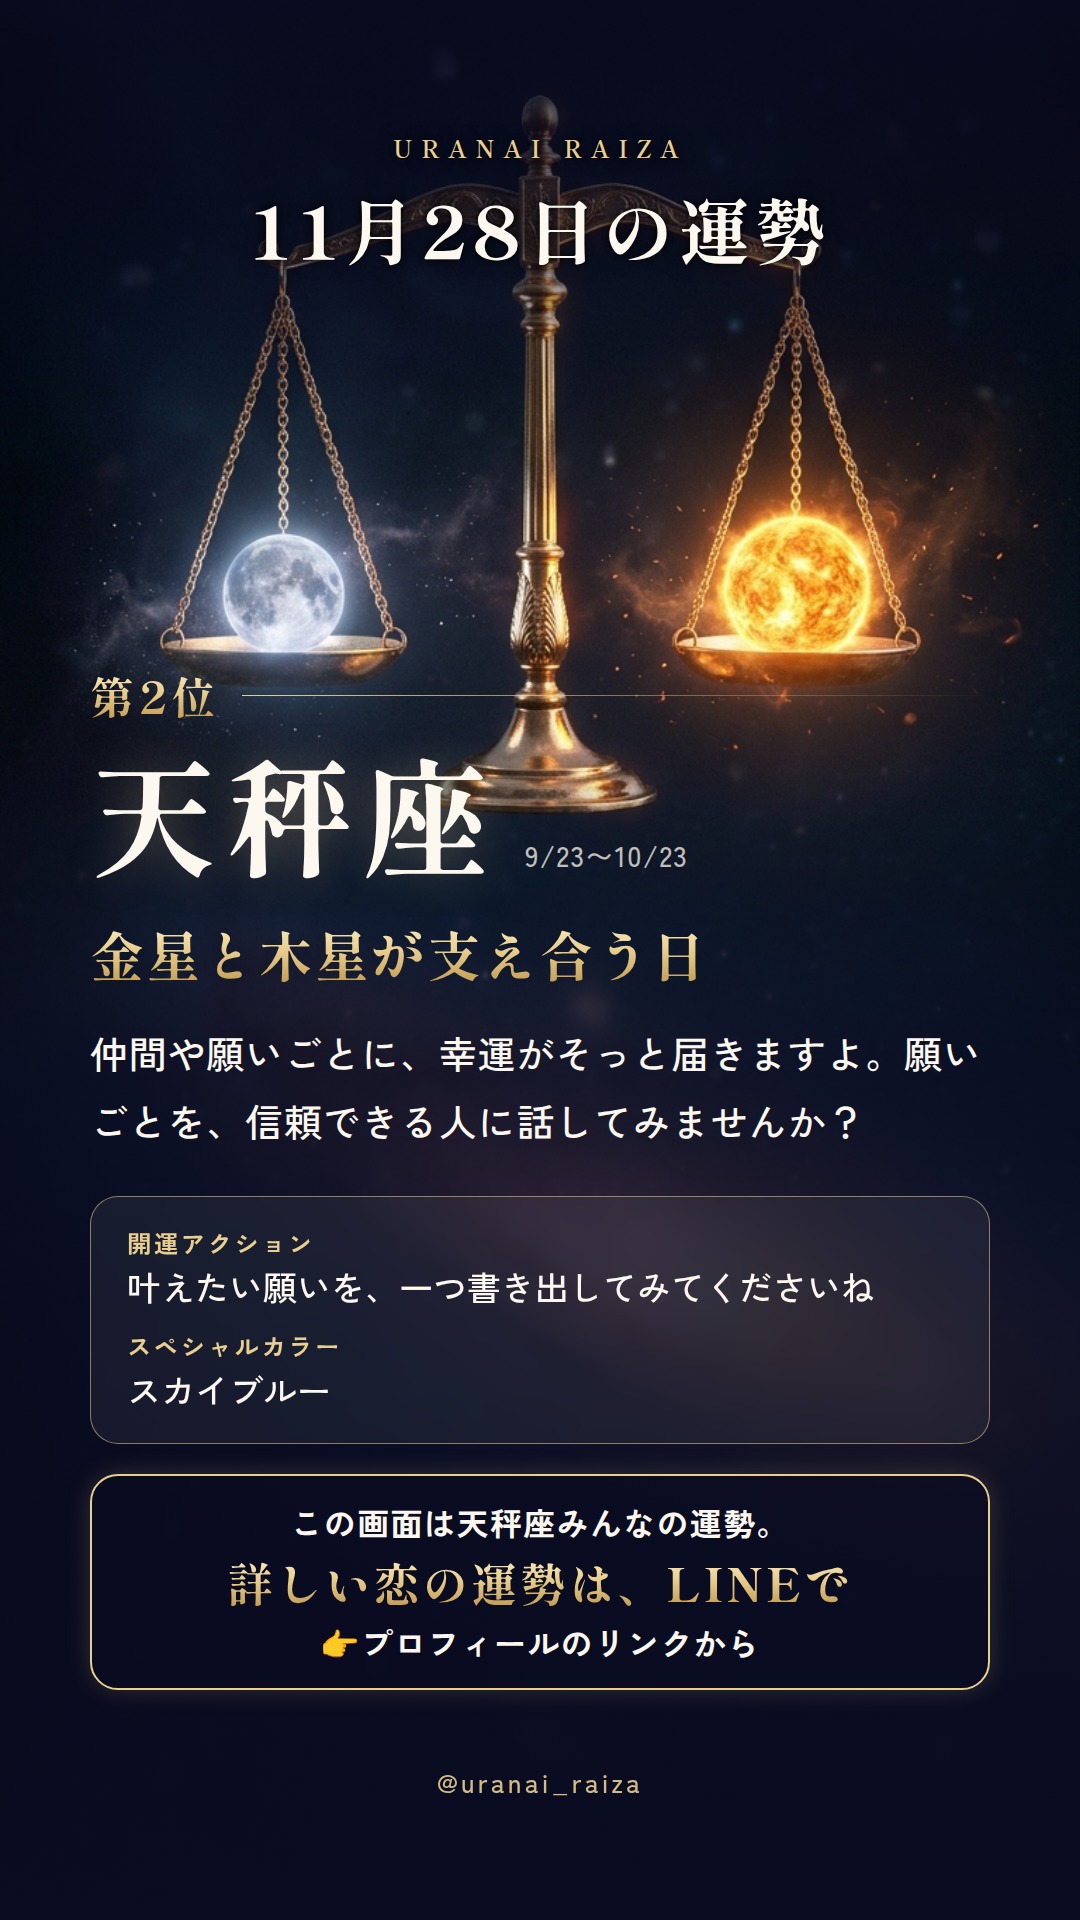 URANAI RAIZA
11月28日の運勢
第2位
天秤座 9/23〜10/23
金星と木星が支え合う日
仲間や願いごとに、幸運がそっと届きますよ。願い
ごとを、信頼できる人に話してみませんか？
開運アクション
叶えたい願いを、一つ書き出してみてくださいね
スペシャルカラー
スカイブルー
この画面は天秤座みんなの運勢。
詳しい恋の運勢は、LINEで
👉プロフィールのリンクから
@uranai_raiza